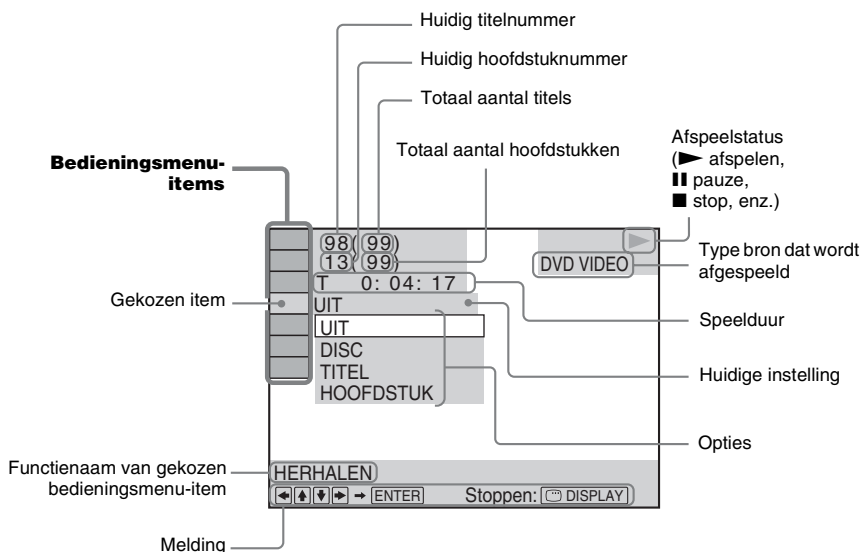 Huidig titelnummer
Huidig hoofdstuknummer
Totaal aantal titels
Totaal aantal hoofdstukken
Bedieningsmenu-
items
Afspeelstatus
(► afspelen,
❚❚ pauze,
■ stop, enz.)
98(99)
13(99)
T 0: 04: 17
DVD VIDEO
Type bron dat wordt
afgespeeld
Gekozen item
UIT
UIT
DISC
TITEL
HOOFDSTUK
Speelduur
Huidige instelling
Opties
Functienaam van gekozen
bedieningsmenu-item
HERHALEN
←↑↓→ → ENTER Stoppen: DISPLAY
Melding